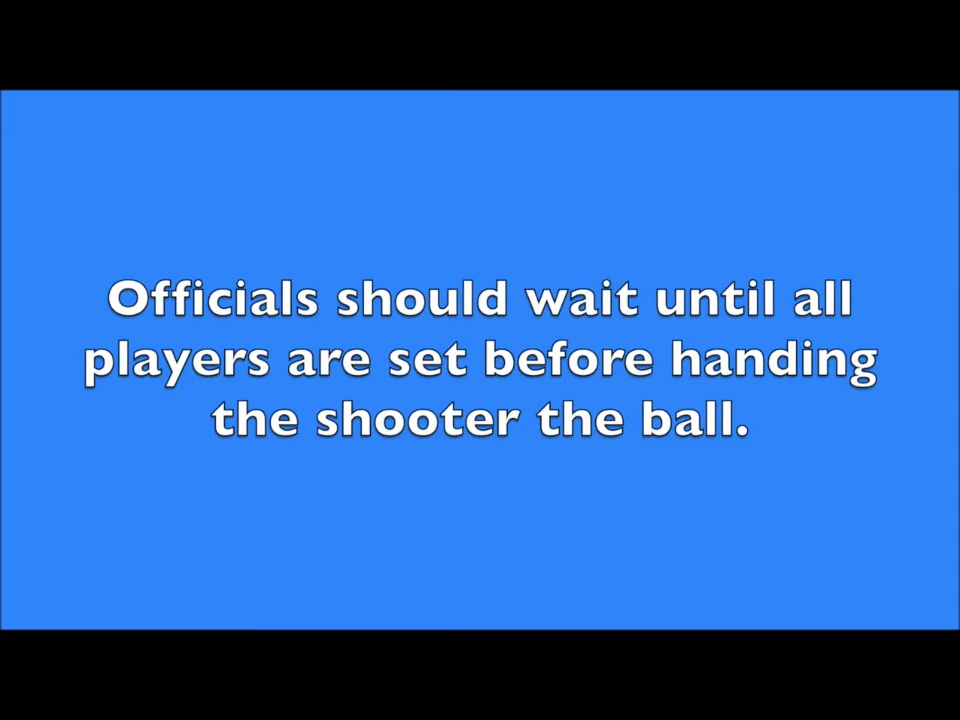 Officials should wait until all
players are set before handing
the shooter the ball.